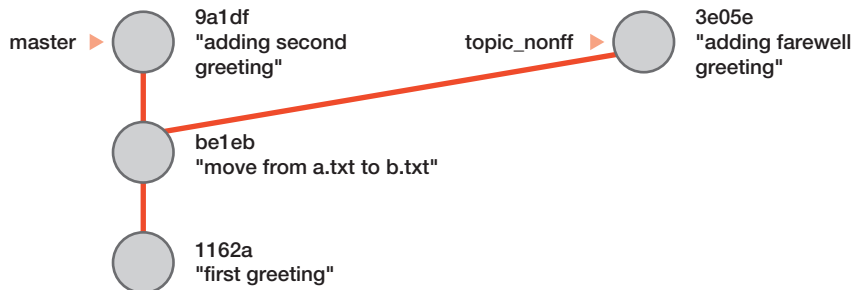 master
9a1df
"adding second
greeting"
topic_nonff
3e05e
"adding farewell
greeting"
be1eb
"move from a.txt to b.txt"
1162a
"first greeting"